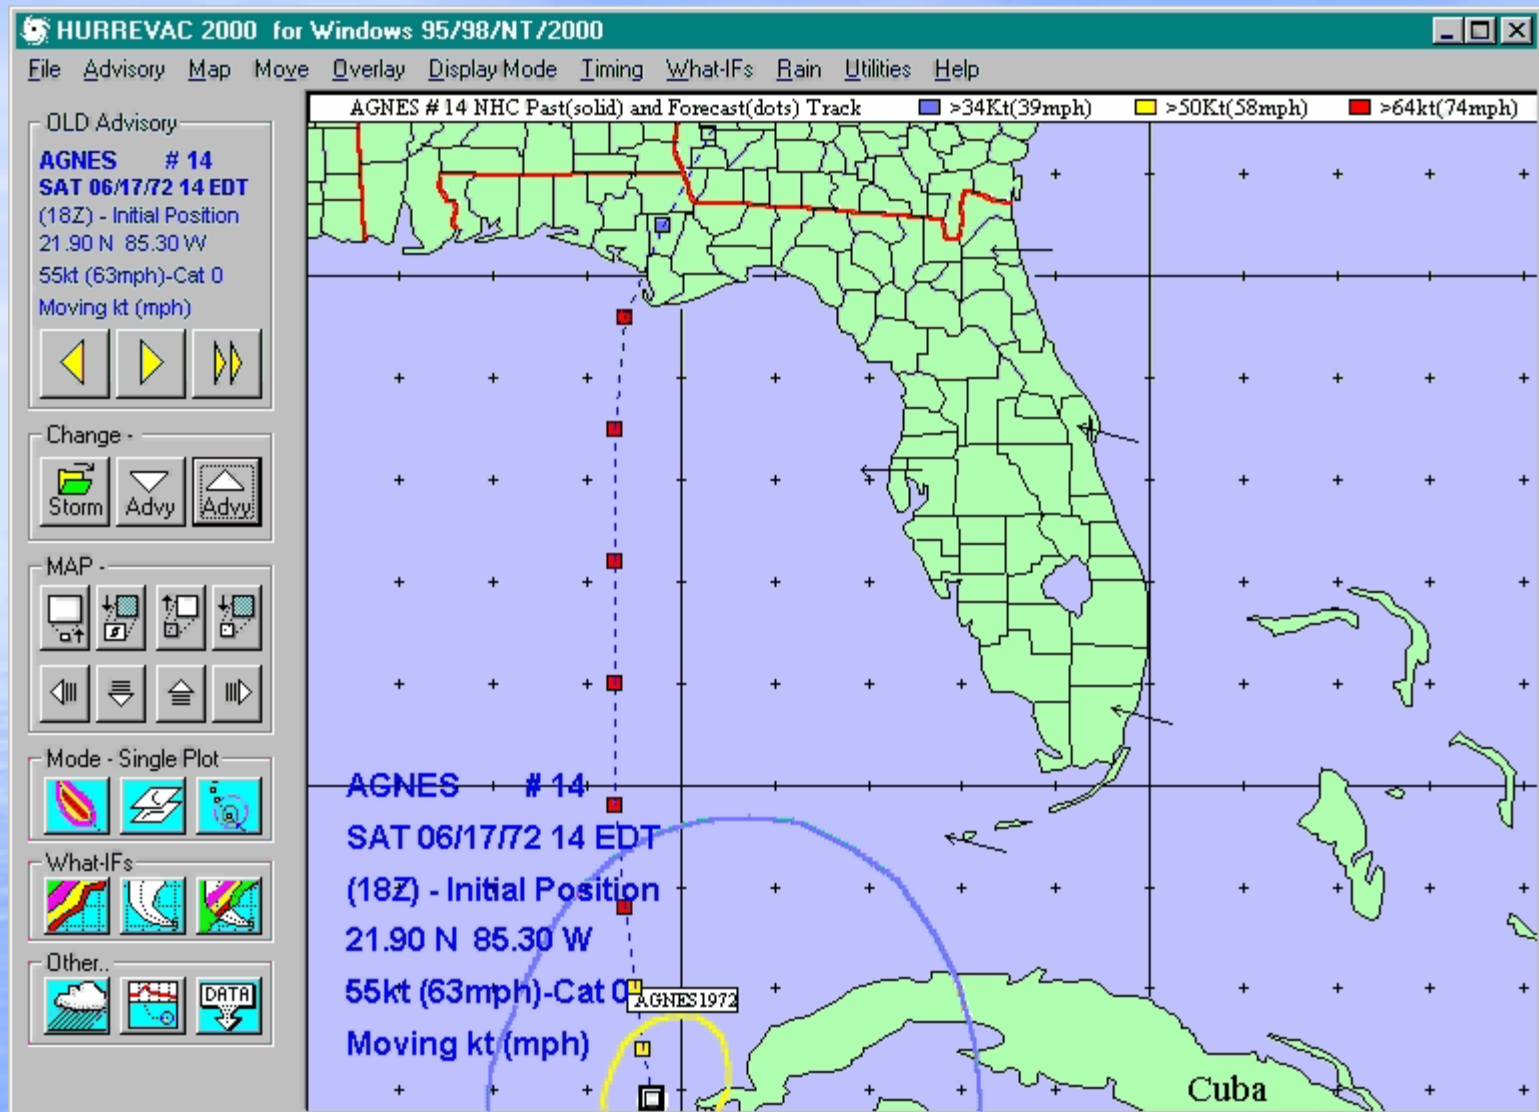 HURREVAC 2000 for Windows 95/98/NT/2000
File Advisory Map Move Overlay Display Mode Timing What-IFs Rain Utilities Help
OLD Advisory
AGNES # 14
SAT 06/17/72 14 EDT
(18Z) - Initial Position
21.90 N 85.30 W
55kt (63mph)-Cat 0
Moving kt (mph)
Change -
Storm
Advy
Advy
MAP -
Mode - Single Plot
What-IFs
Other..
DATA
AGNES # 14 NHC Past(solid) and Forecast(dots) Track >34Kt(39mph) >50Kt(58mph) >64kt(74mph)
AGNES # 14
SAT 06/17/72 14 EDT
(18Z) - Initial Position
21.90 N 85.30 W
55kt (63mph)-Cat 0
AGNES1972
Moving kt (mph)
Cuba